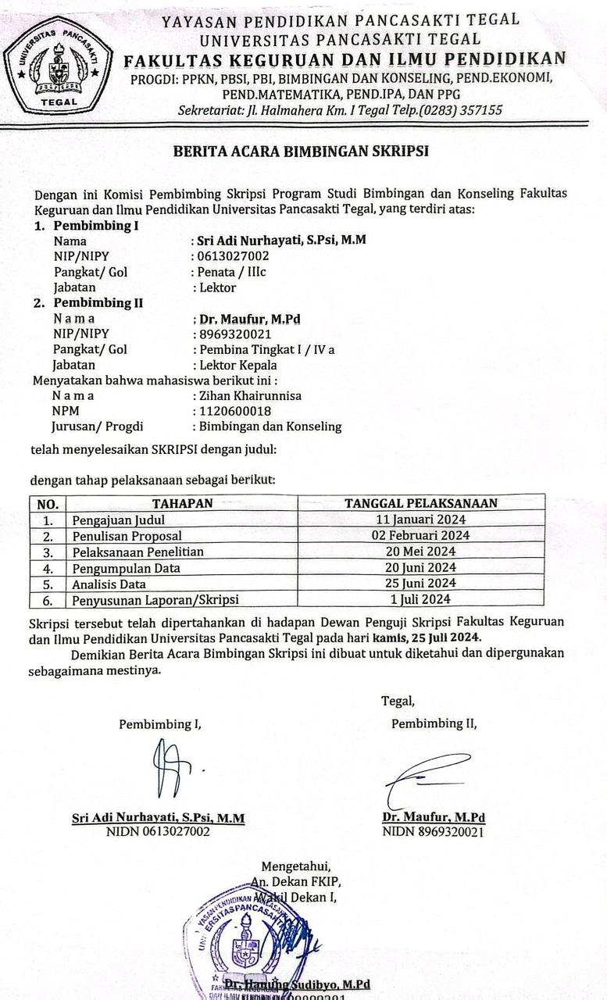 YAYASAN PENDIDIKAN PANCASAKTI TEGAL
UNIVERSITAS PANCASAKTI TEGAL
FAKULTAS KEGURUAN DAN ILMU PENDIDIKAN
PROGDI: PPKN, PBSI, PBI, BIMBINGAN DAN KONSELING, PEND.EKONOMI,
PEND.MATEMATIKA, PEND.IPA, DAN PPG
Sekretariat: Jl. Halmahera Km. I Tegal Telp.(0283) 357155
UNIVERSITAS PANCASAKTI
TEGAL
BERITA ACARA BIMBINGAN SKRIPSI
Dengan ini Komisi Pembimbing Skripsi Program Studi Bimbingan dan Konseling Fakultas
Keguruan dan Ilmu Pendidikan Universitas Pancasakti Tegal, yang terdiri atas:
1. Pembimbing I
Nama : Sri Adi Nurhayati, S.Psi, M.M
NIP/NIPY : 0613027002
Pangkat/ Gol : Penata / IIIc
Jabatan : Lektor
2. Pembimbing II
N a m a : Dr. Maufur, M.Pd
NIP/NIPY : 8969320021
Pangkat/ Gol : Pembina Tingkat I / IV a
Jabatan : Lektor Kepala
Menyatakan bahwa mahasiswa berikut ini :
N a m a : Zihan Khairunnisa
NPM : 1120600018
Jurusan/ Progdi : Bimbingan dan Konseling
telah menyelesaikan SKRIPSI dengan judul:
dengan tahap pelaksanaan sebagai berikut:
NO. TAHAPAN TANGGAL PELAKSANAAN
1. Pengajuan Judul 11 Januari 2024
2. Penulisan Proposal 02 Februari 2024
3. Pelaksanaan Penelitian 20 Mei 2024
4. Pengumpulan Data 20 Juni 2024
5. Analisis Data 25 Juni 2024
6. Penyusunan Laporan/Skripsi 1 Juli 2024
Skripsi tersebut telah dipertahankan di hadapan Dewan Penguji Skripsi Fakultas Keguruan
dan Ilmu Pendidikan Universitas Pancasakti Tegal pada hari kamis, 25 Juli 2024.
Demikian Berita Acara Bimbingan Skripsi ini dibuat untuk diketahui dan dipergunakan
sebagaimana mestinya.
Tegal,
Pembimbing I, Pembimbing II,
Sri Adi Nurhayati, S.Psi, M.M Dr. Maufur, M.Pd
NIDN 0613027002 NIDN 8969320021
Mengetahui,
An. Dekan FKIP,
Wakil Dekan I,
YAYASAN PENDIDIKAN
Dr. Hanung Sudibyo, M.Pd